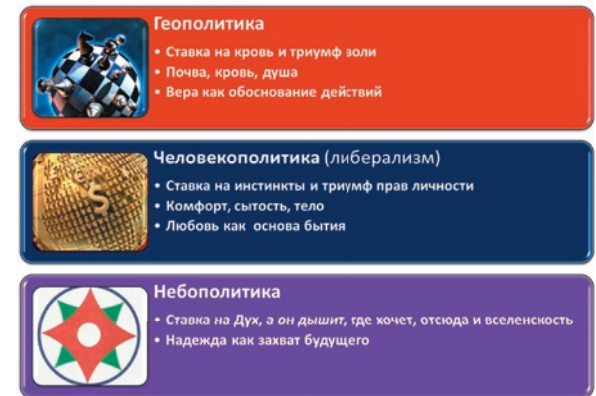 Геополитика
• Ставка на кровь и триумф воли
• Почва, кровь, душа
• Вера как обоснование действий
Человекополитика (либерализм)
• Ставка на инстинкты и триумф прав личности
• Комфорт, сытость, тело
• Любовь как основа бытия
Небополитика
• Ставка на Дух, а он дышит, где хочет, отсюда и вселенскость
• Надежда как захват будущего